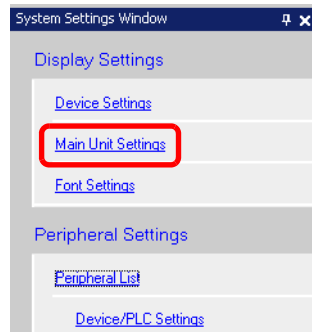 System Settings Window
Display Settings
Device Settings
Main Unit Settings
Font Settings
Peripheral Settings
Peripheral List
Device/PLC Settings